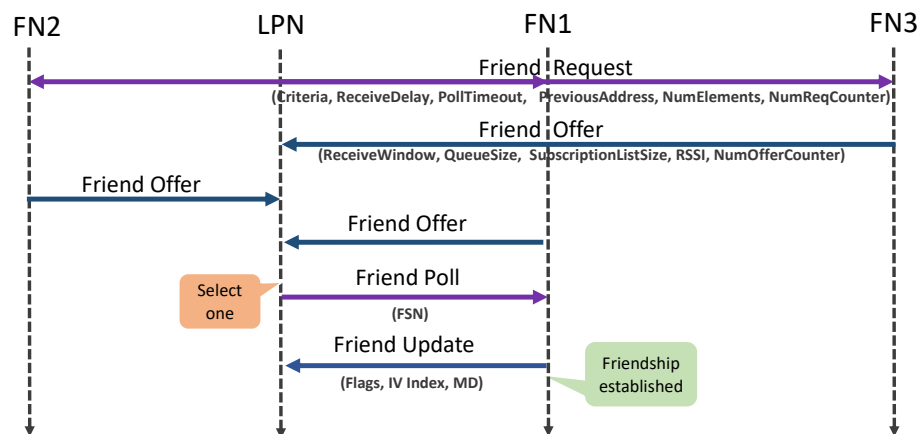 FN2 LPN FN1 FN3
Friend Request
(Criteria, ReceiveDelay, PollTimeout, PreviousAddress, NumElements, NumReqCounter)
Friend Offer
(ReceiveWindow, QueueSize, SubscriptionListSize, RSSI, NumOfferCounter)
Friend Offer
Friend Offer
Select
one
Friend Poll
(FSN)
Friend Update
(Flags, IV Index, MD)
Friendship
established